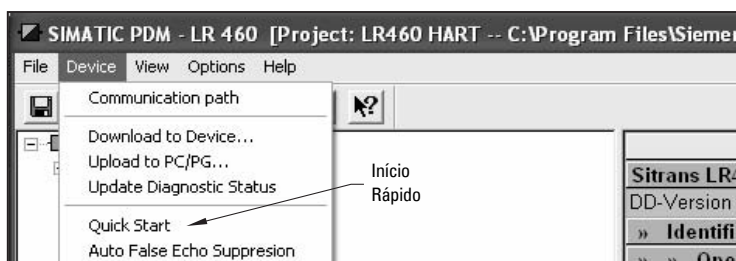 SIMATIC PDM - LR 460 [Project: LR460 HART -- C:\Program Files\Siemen
File Device View Options Help
Communication path
Download to Device...
Upload to PC/PG...
Update Diagnostic Status
Quick Start
Auto False Echo Suppresion
Início
Rápido
Sitrans LR4
DD-Version
» Identifi
» » Ope